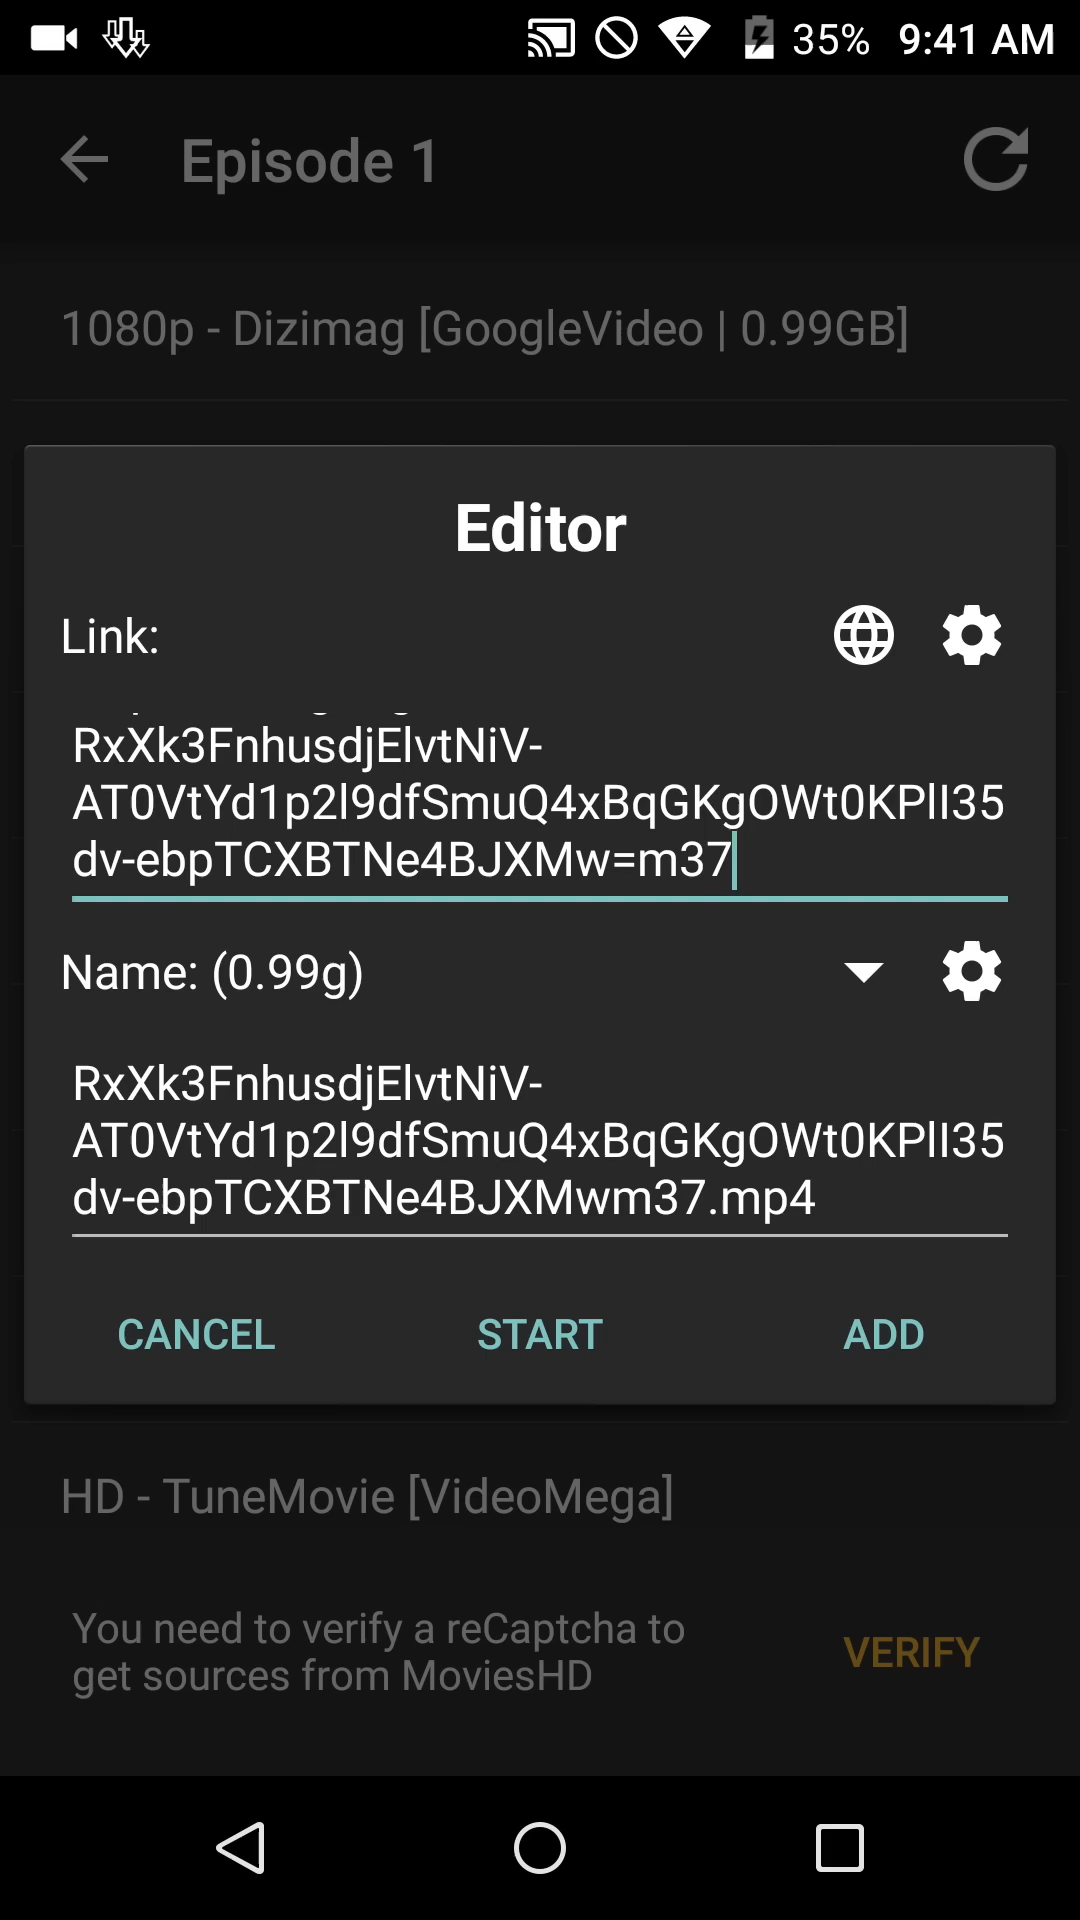 35% 9:41 AM
Episode 1
1080p - Dizimag [GoogleVideo | 0.99GB]
Editor
Link:
RxXk3FnhusdjElvtNiV-
AT0VtYd1p2l9dfSmuQ4xBqGKgOWt0KPlI35
dv-ebpTCXBTNe4BJXMw=m37
Name: (0.99g)
RxXk3FnhusdjElvtNiV-
AT0VtYd1p2l9dfSmuQ4xBqGKgOWt0KPlI35
dv-ebpTCXBTNe4BJXMwm37.mp4
CANCEL START ADD
HD - TuneMovie [VideoMega]
You need to verify a reCaptcha to
get sources from MoviesHD
VERIFY